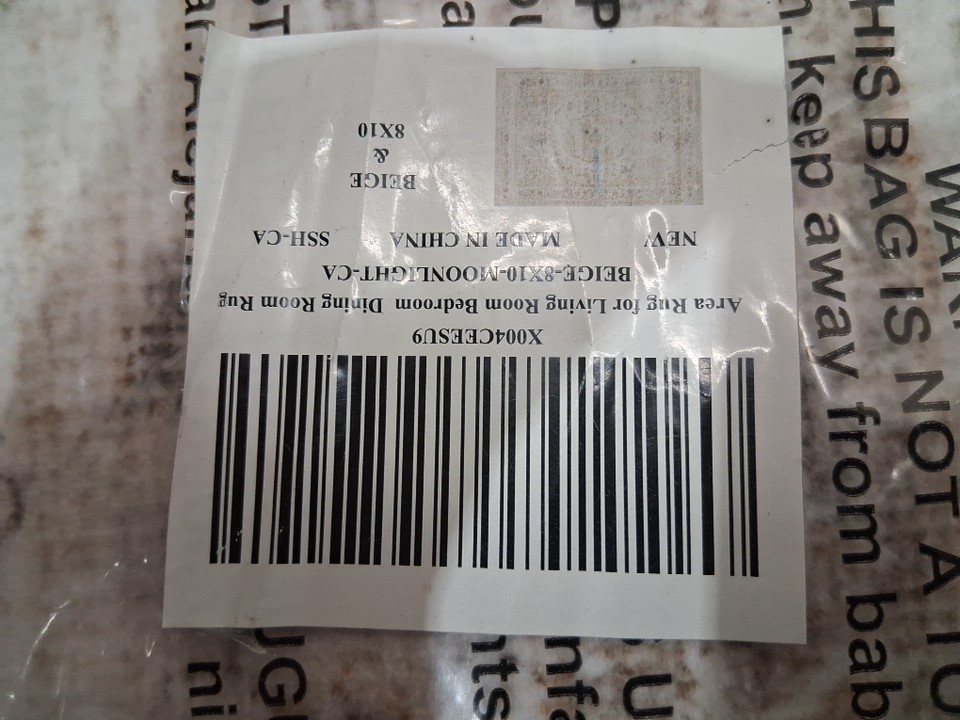 X004CEESU9
Area Rug for Living Room Bedroom Dining Room Rug
BEIGE-8X10-MOONLIGHT-CA
NEW MADE IN CHINA SSH-CA
BEIGE
&
8X10
HIS BAG IS NOT A TO
Keep away from bab